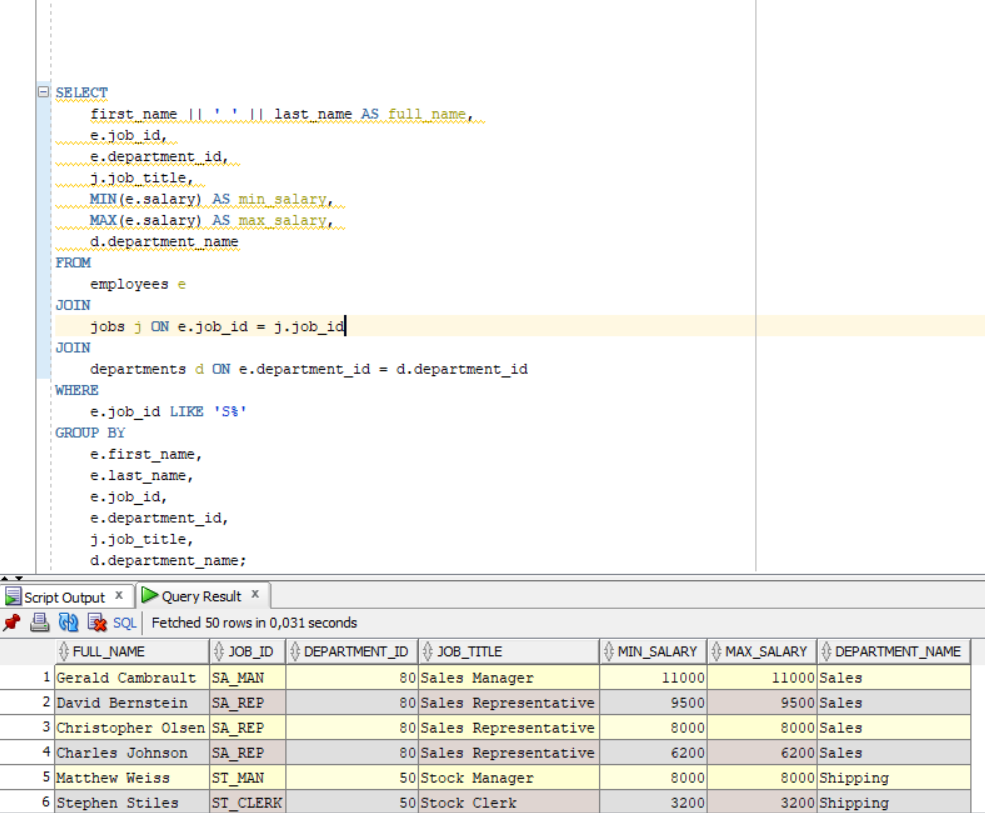 SELECT
first_name || ' ' || last_name AS full_name,
e.job_id,
e.department_id,
j.job_title,
MIN(e.salary) AS min_salary,
MAX(e.salary) AS max_salary,
d.department_name
FROM
employees e
JOIN
jobs j ON e.job_id = j.job_id
JOIN
departments d ON e.department_id = d.department_id
WHERE
e.job_id LIKE 'S%'
GROUP BY
e.first_name,
e.last_name,
e.job_id,
e.department_id,
j.job_title,
d.department_name;
Script Output x Query Result x
SQL Fetched 50 rows in 0,031 seconds
FULL_NAME JOB_ID DEPARTMENT_ID JOB_TITLE MIN_SALARY MAX_SALARY DEPARTMENT_NAME
1 Gerald Cambrault SA_MAN 80 Sales Manager 11000 11000 Sales
2 David Bernstein SA_REP 80 Sales Representative 9500 9500 Sales
3 Christopher Olsen SA_REP 80 Sales Representative 8000 8000 Sales
4 Charles Johnson SA_REP 80 Sales Representative 6200 6200 Sales
5 Matthew Weiss ST_MAN 50 Stock Manager 8000 8000 Shipping
6 Stephen Stiles ST_CLERK 50 Stock Clerk 3200 3200 Shipping